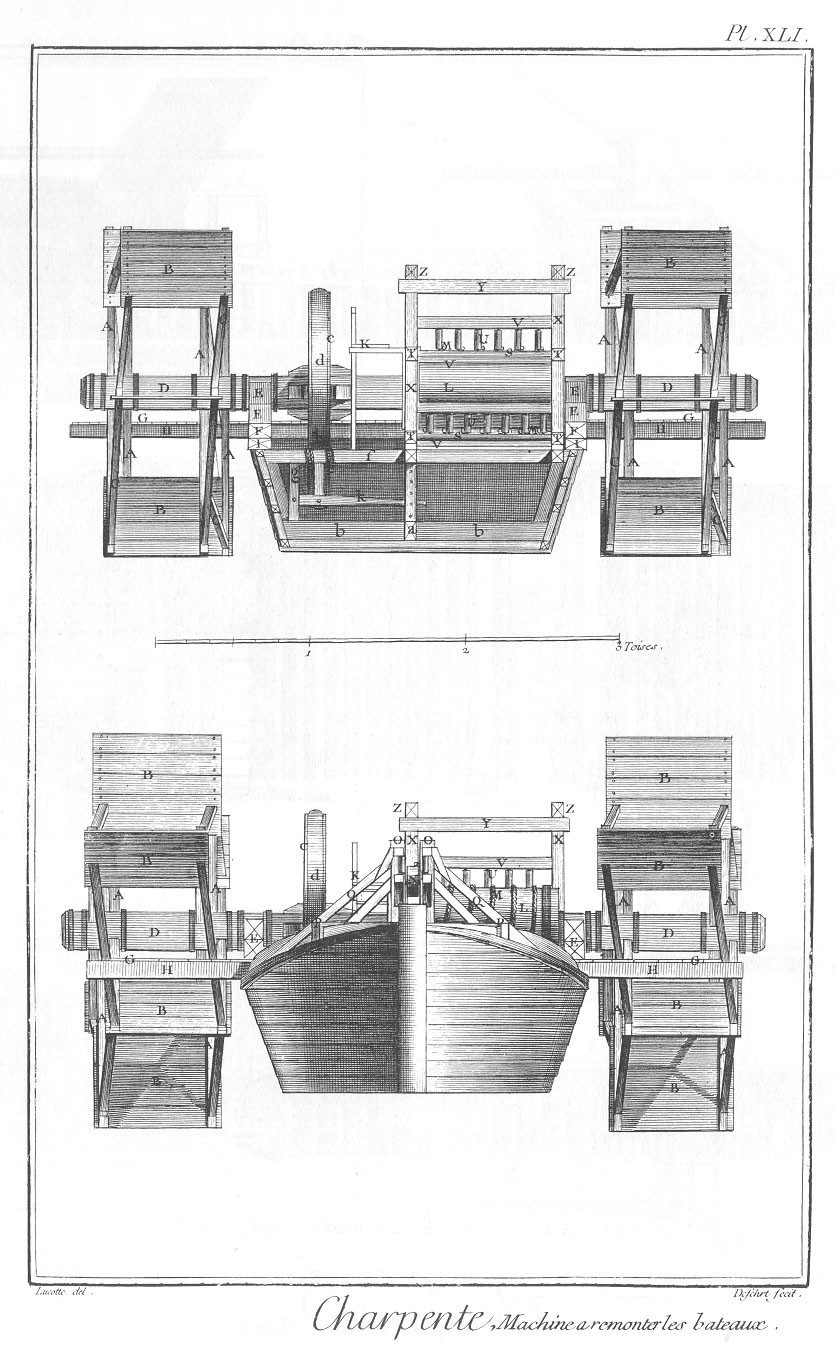 Pl. XLI.
B B
C C C
A A A A
Z Z
Y
c K V X
M U S
d T V T
D E X L E D
G E E G
H F S F H
I V T I
A A f A A
C g C
B k B
b a b
1 2 3 Toises.
B B
Z Z
Y
B O X O B
c V X
d K M
A A Q Q L A A
D E E D
G H H G
B B
A A
B B
Lucotte del. Defehrt fecit.
Charpente, Machine a remonter les bateaux.